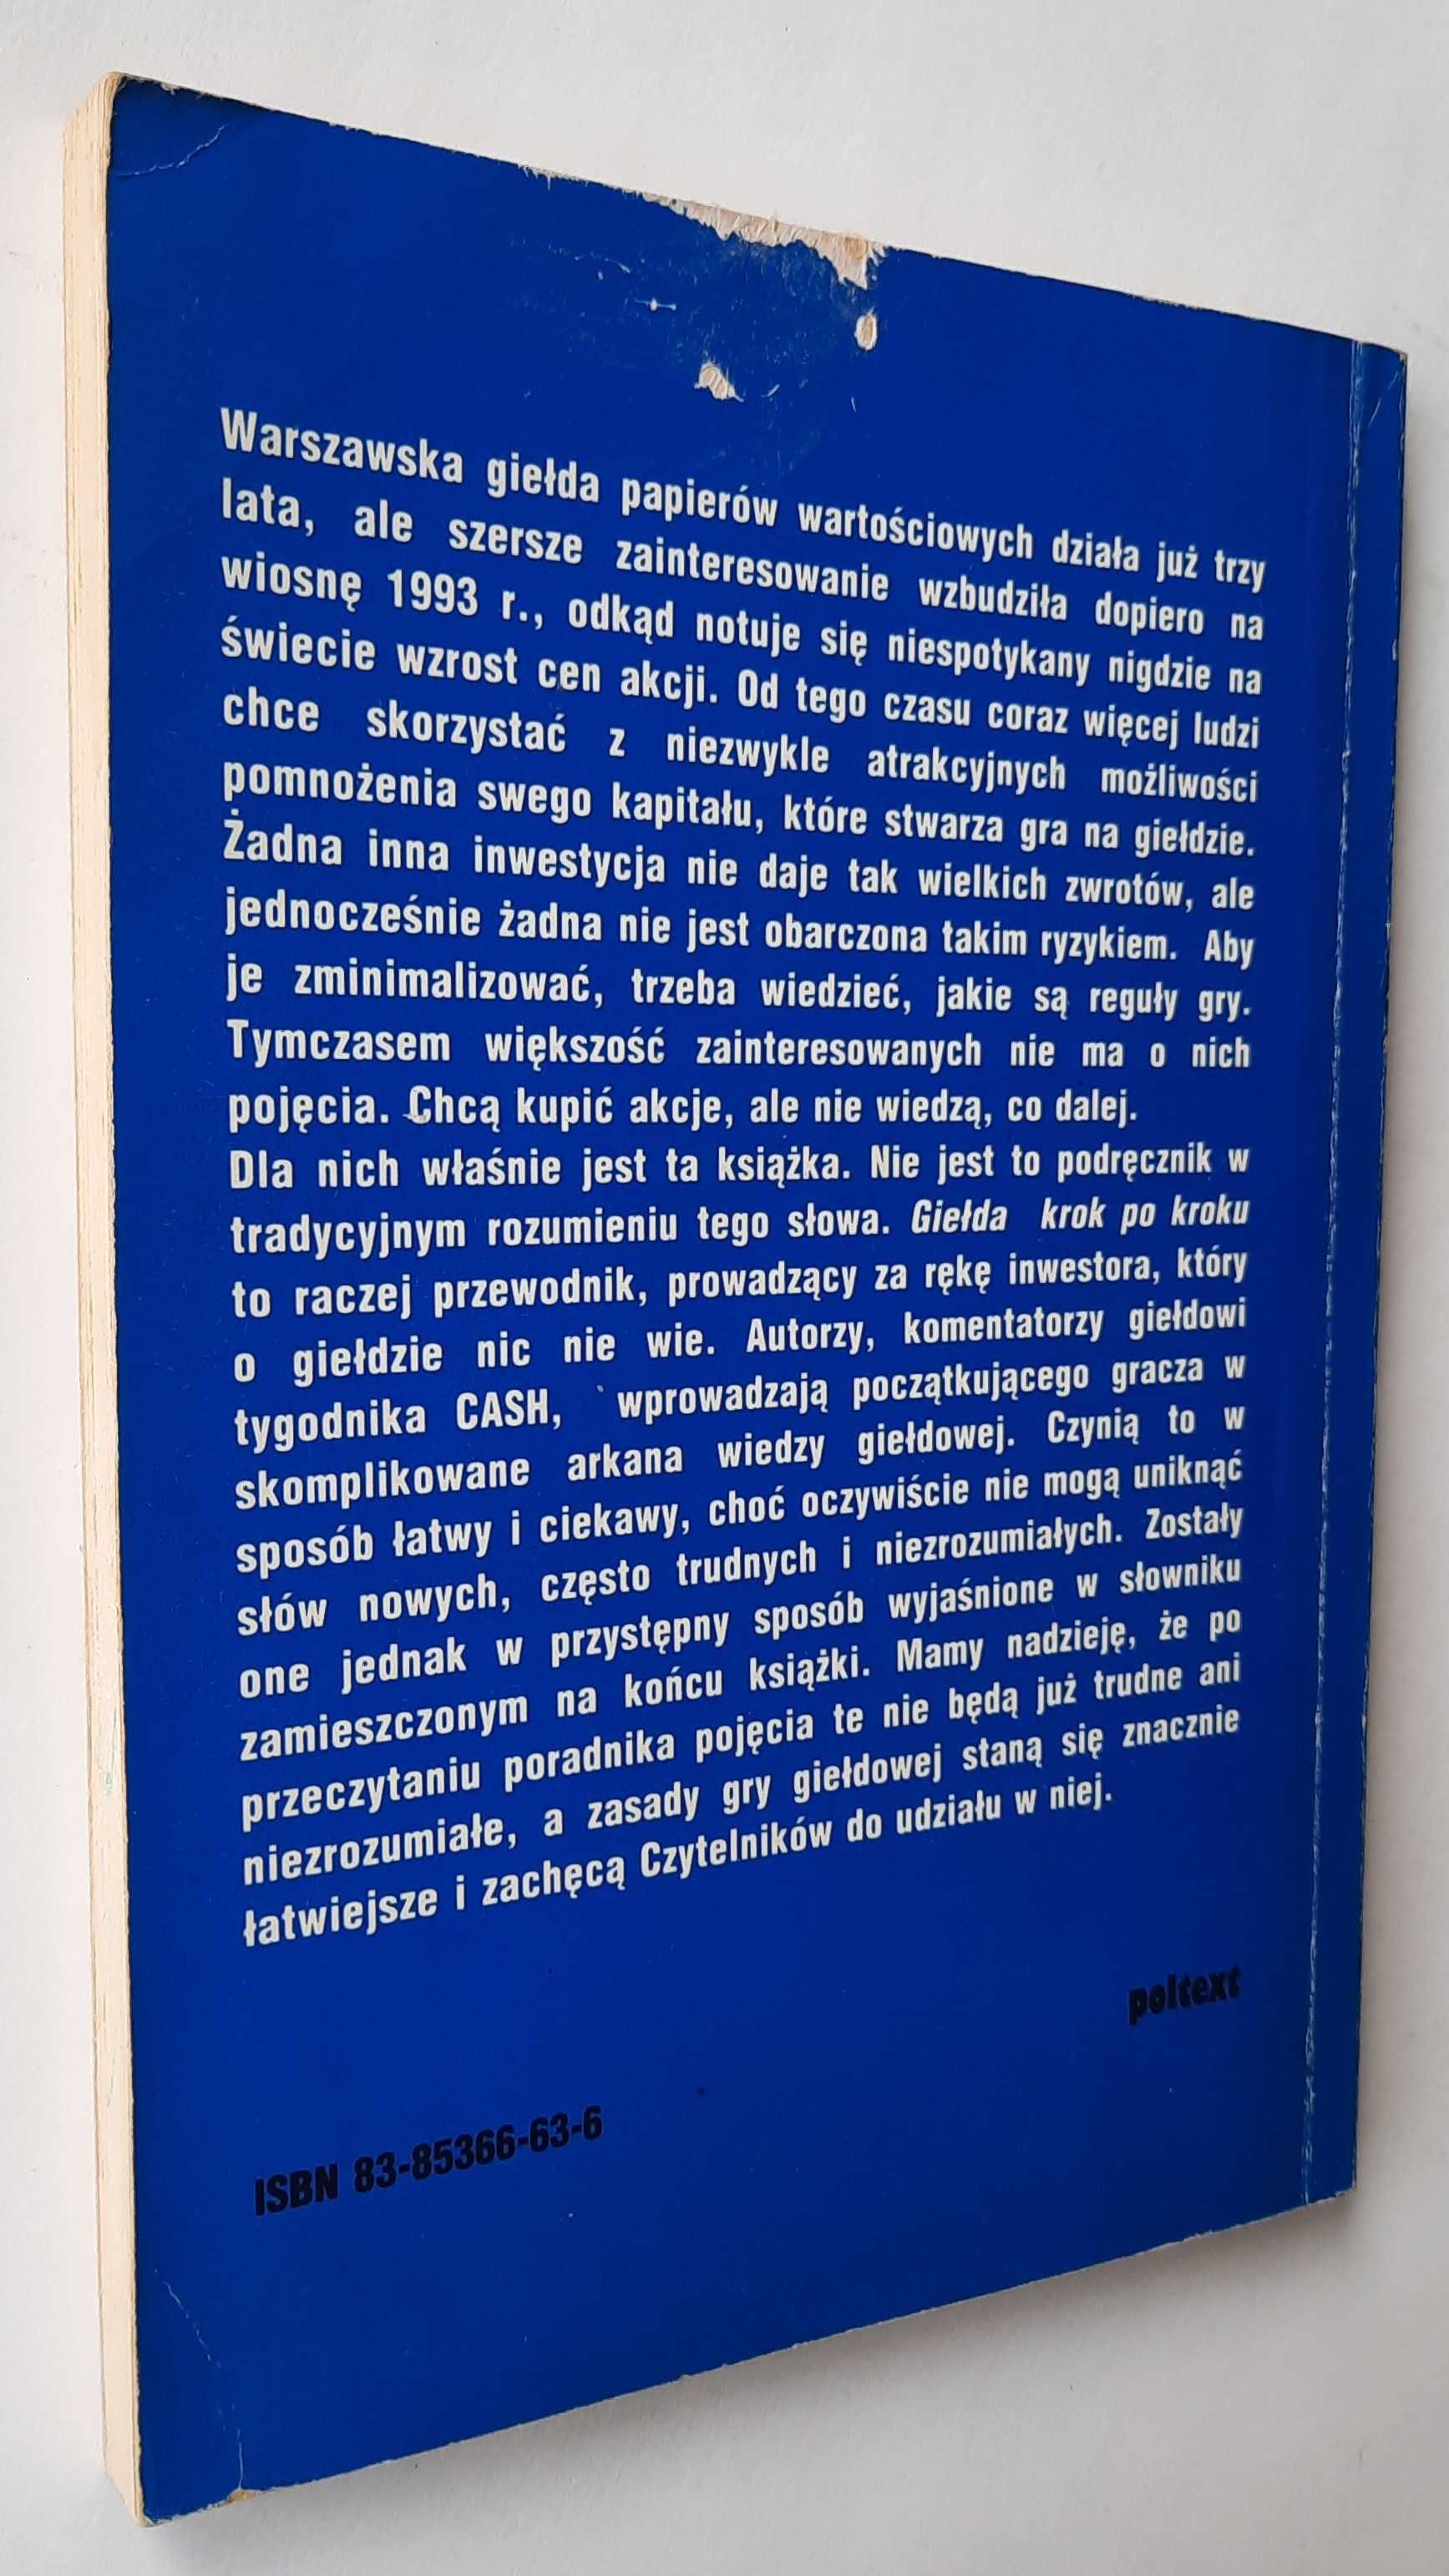 Warszawska giełda papierów wartościowych działa już trzy
lata, ale szersze zainteresowanie wzbudziła dopiero na
wiosnę 1993 r., odkąd notuje się niespotykany nigdzie na
świecie wzrost cen akcji. Od tego czasu coraz więcej ludzi
chce skorzystać z niezwykle atrakcyjnych możliwości
pomnożenia swego kapitału, które stwarza gra na giełdzie.
Żadna inna inwestycja nie daje tak wielkich zwrotów, ale
jednocześnie żadna nie jest obarczona takim ryzykiem. Aby
je zminimalizować, trzeba wiedzieć, jakie są reguły gry.
Tymczasem większość zainteresowanych nie ma o nich
pojęcia. Chcą kupić akcje, ale nie wiedzą, co dalej.
Dla nich właśnie jest ta książka. Nie jest to podręcznik w
tradycyjnym rozumieniu tego słowa. Giełda krok po kroku
to raczej przewodnik, prowadzący za rękę inwestora, który
o giełdzie nic nie wie. Autorzy, komentatorzy giełdowi
tygodnika CASH, wprowadzają początkującego gracza w
skomplikowane arkana wiedzy giełdowej. Czynią to w
sposób łatwy i ciekawy, choć oczywiście nie mogą uniknąć
słów nowych, często trudnych i niezrozumiałych. Zostały
one jednak w przystępny sposób wyjaśnione w słowniku
zamieszczonym na końcu książki. Mamy nadzieję, że po
przeczytaniu poradnika pojęcia te nie będą już trudne ani
niezrozumiałe, a zasady gry giełdowej staną się znacznie
łatwiejsze i zachęcą Czytelników do udziału w niej.
poltext
ISBN 83-85366-63-6